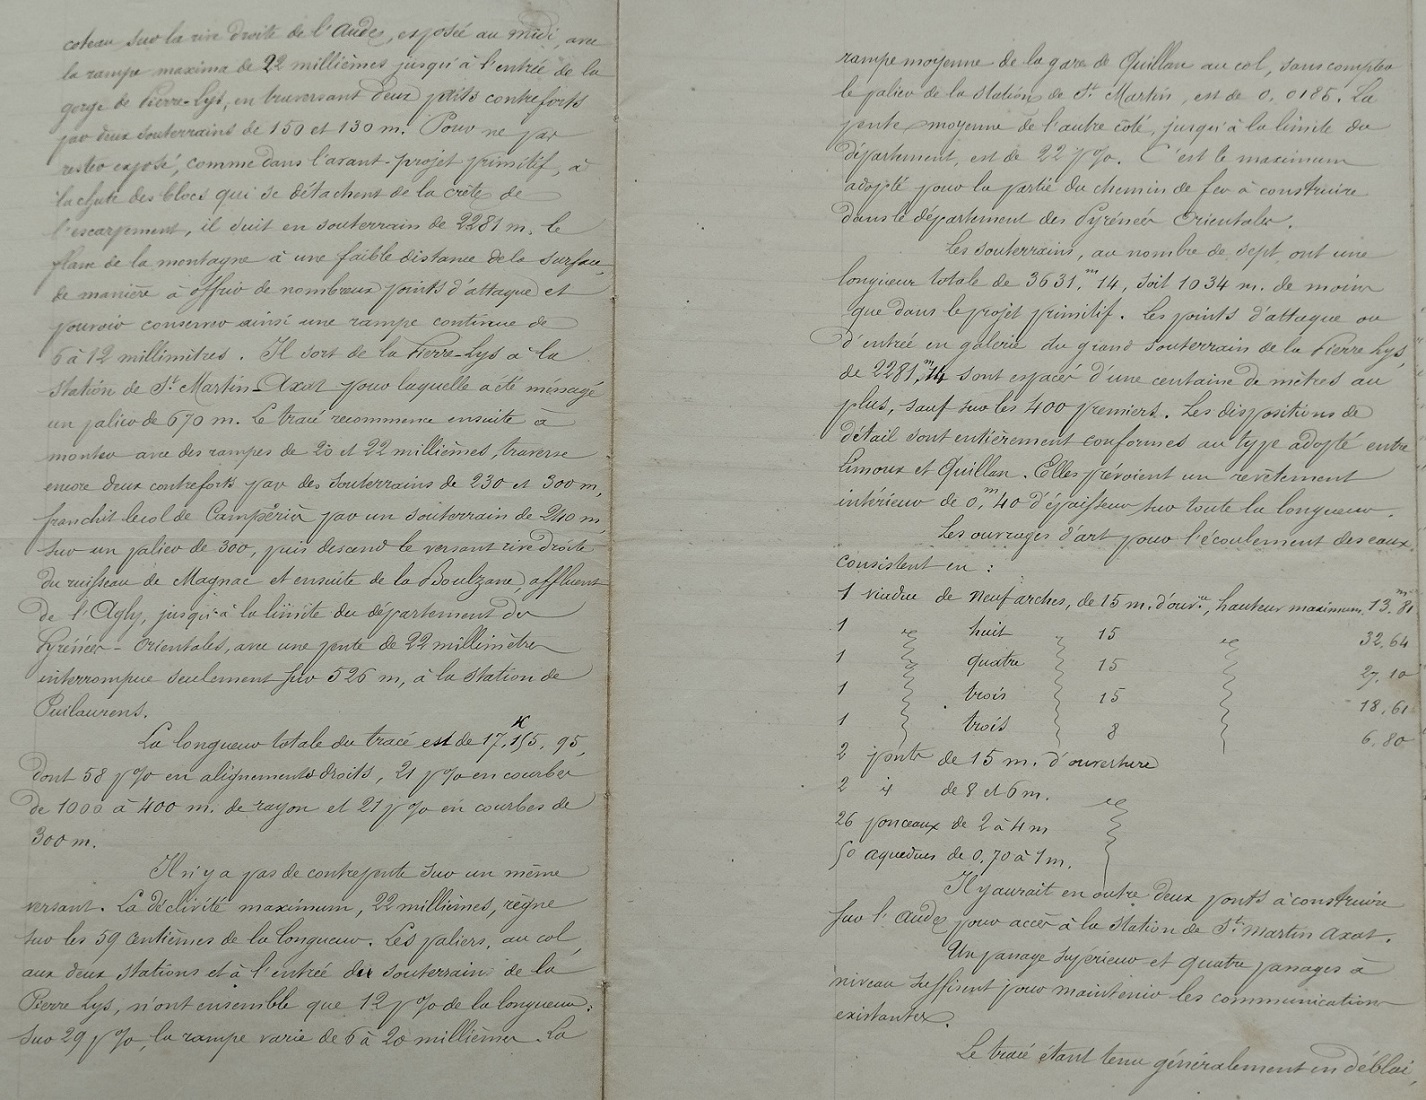 coteau sur la rive droite de l'Aude, exposée au midi, avec
la rampe maxima de 22 millièmes jusqu'à l'entrée de la
gorge de Pierre-Lys, en traversant deux petits contreforts
par deux souterrains de 150 et 130 m. Pour ne pas
rester exposé, comme dans l'avant-projet primitif, à
la chute des blocs qui se détachent de la crête de
l'escarpement, il suit en souterrain de 2281 m. le
flanc de la montagne à une faible distance de la surface,
de manière à offrir de nombreux points d'attaque et
pouvoir conserver ainsi une rampe continue de
6 à 12 millimètres. Il sort de la Pierre-Lys à la
station de St Martin-Axat pour laquelle a été ménagé
un palier de 670 m. Le tracé recommence ensuite à
monter avec des rampes de 20 et 22 millièmes, traverse
encore deux contreforts par des souterrains de 230 et 300 m,
franchit le col de Campérié par un souterrain de 240 m
sur un palier de 300, puis descend le versant rive droite
du ruisseau de Magnac et ensuite de la Boulzane, affluent
de l'Agly, jusqu'à la limite du département des
Pyrénées-Orientales, avec une pente de 22 millimètres
interrompue seulement sur 526 m, à la station de
Puilaurens.
La longueur totale du tracé est de 17,K 155, 95,
dont 58 p% en alignements droits, 21 p% en courbes
de 1000 à 400 m. de rayon et 21 p% en courbes de
300 m.
Il n'y a pas de contrepente sur un même
versant. La déclivité maximum, 22 millièmes, règne
sur les 59 centièmes de la longueur. Les paliers, au col,
aux deux stations et à l'entrée du souterrain de la
Pierre Lys, n'ont ensemble que 12 p% de la longueur;
sur 29 p%, la rampe varie de 6 à 20 millièmes. La
rampe moyenne de la gare de Quillan au col, sans compter
le palier de la station de St Martin, est de 0,0186. La
pente moyenne de l'autre côté, jusqu'à la limite du
département, est de 22 p%. C'est le maximum
adopté pour la partie du chemin de fer à construire
dans le département des Pyrénées Orientales.
Les souterrains, au nombre de sept, ont une
longueur totale de 3631,m 14, soit 1034 m. de moins
que dans le projet primitif. Les points d'attaque ou
d'entrée en galerie du grand souterrain de la Pierre Lys,
de 2281,m 14 sont espacés d'une centaine de mètres au
plus, sauf sur les 400 premiers. Les dispositions de
détail sont entièrement conformes au type adopté entre
Limoux et Quillan. Elles prévoient un revêtement
intérieur de 0,m 40 d'épaisseur sur toute la longueur.
Les ouvrages d'art pour l'écoulement des eaux
consistent en :
1 viaduc de neuf arches, de 15 m. d'ouv.re, hauteur maximum 13.m 81
1 id huit id 15 id 32,64
1 quatre 15 27,10
1 trois 15 18,61
1 trois 8 6,80
2 ponts de 15 m. d'ouverture
2 id de 8 et 6 m. id
26 ponceaux de 2 à 4 m
50 aqueducs de 0,70 à 1 m.
Il y aurait en outre deux ponts à construire
sur l'Aude, pour accès à la station de St. Martin Axat.
Un passage supérieur et quatre passages à
niveau suffisent pour maintenir les communications
existantes.
Le tracé étant tenu généralement en déblai,